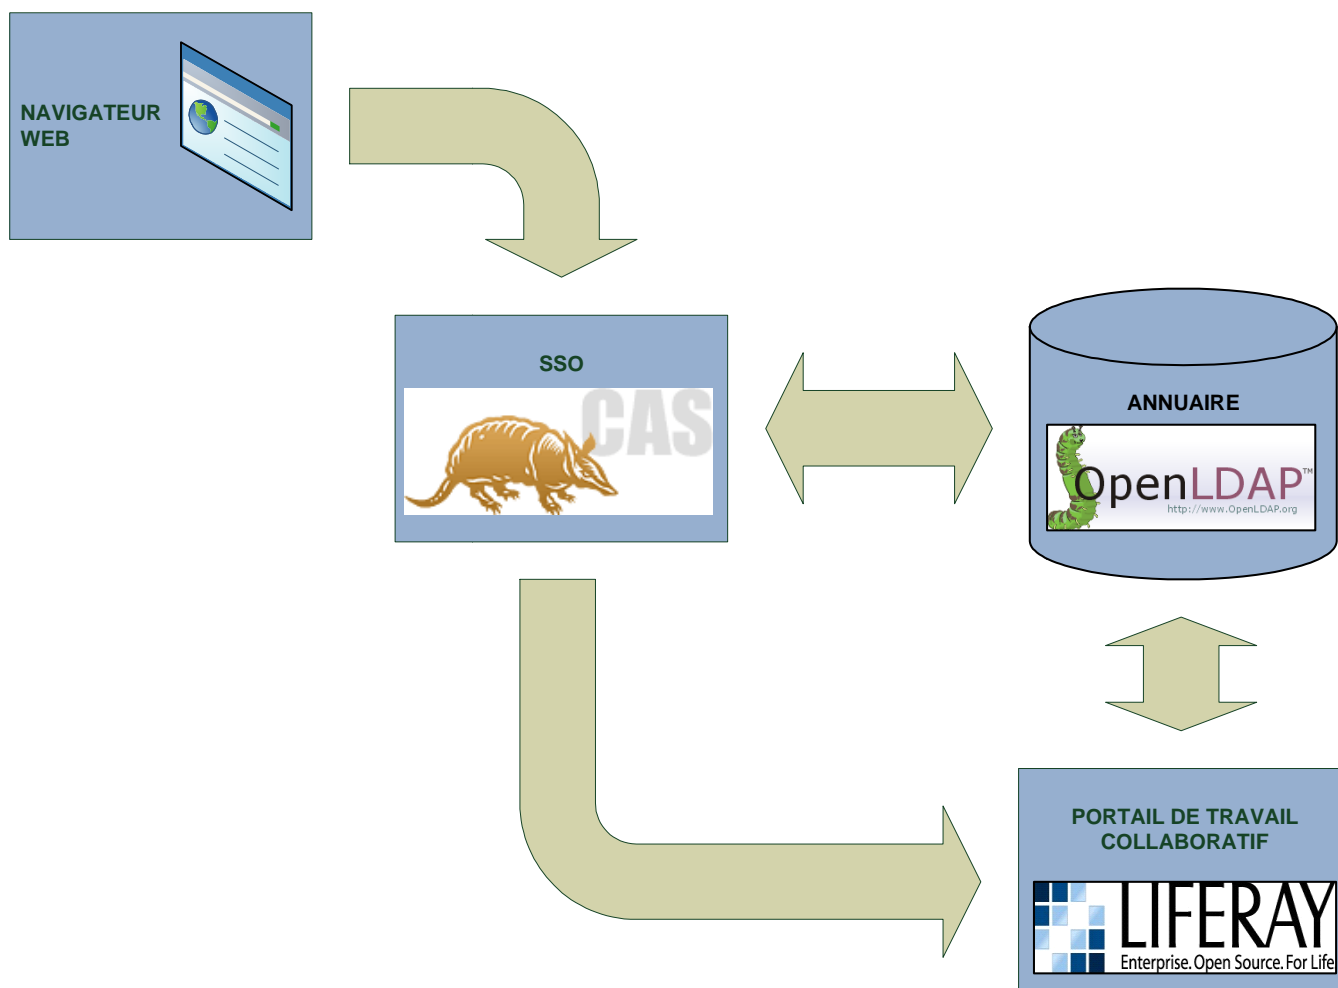 NAVIGATEUR
WEB
SSO
CAS
ANNUAIRE
OpenLDAP™
http://www.OpenLDAP.org
PORTAIL DE TRAVAIL
COLLABORATIF
LIFERAY
Enterprise. Open Source. For Life